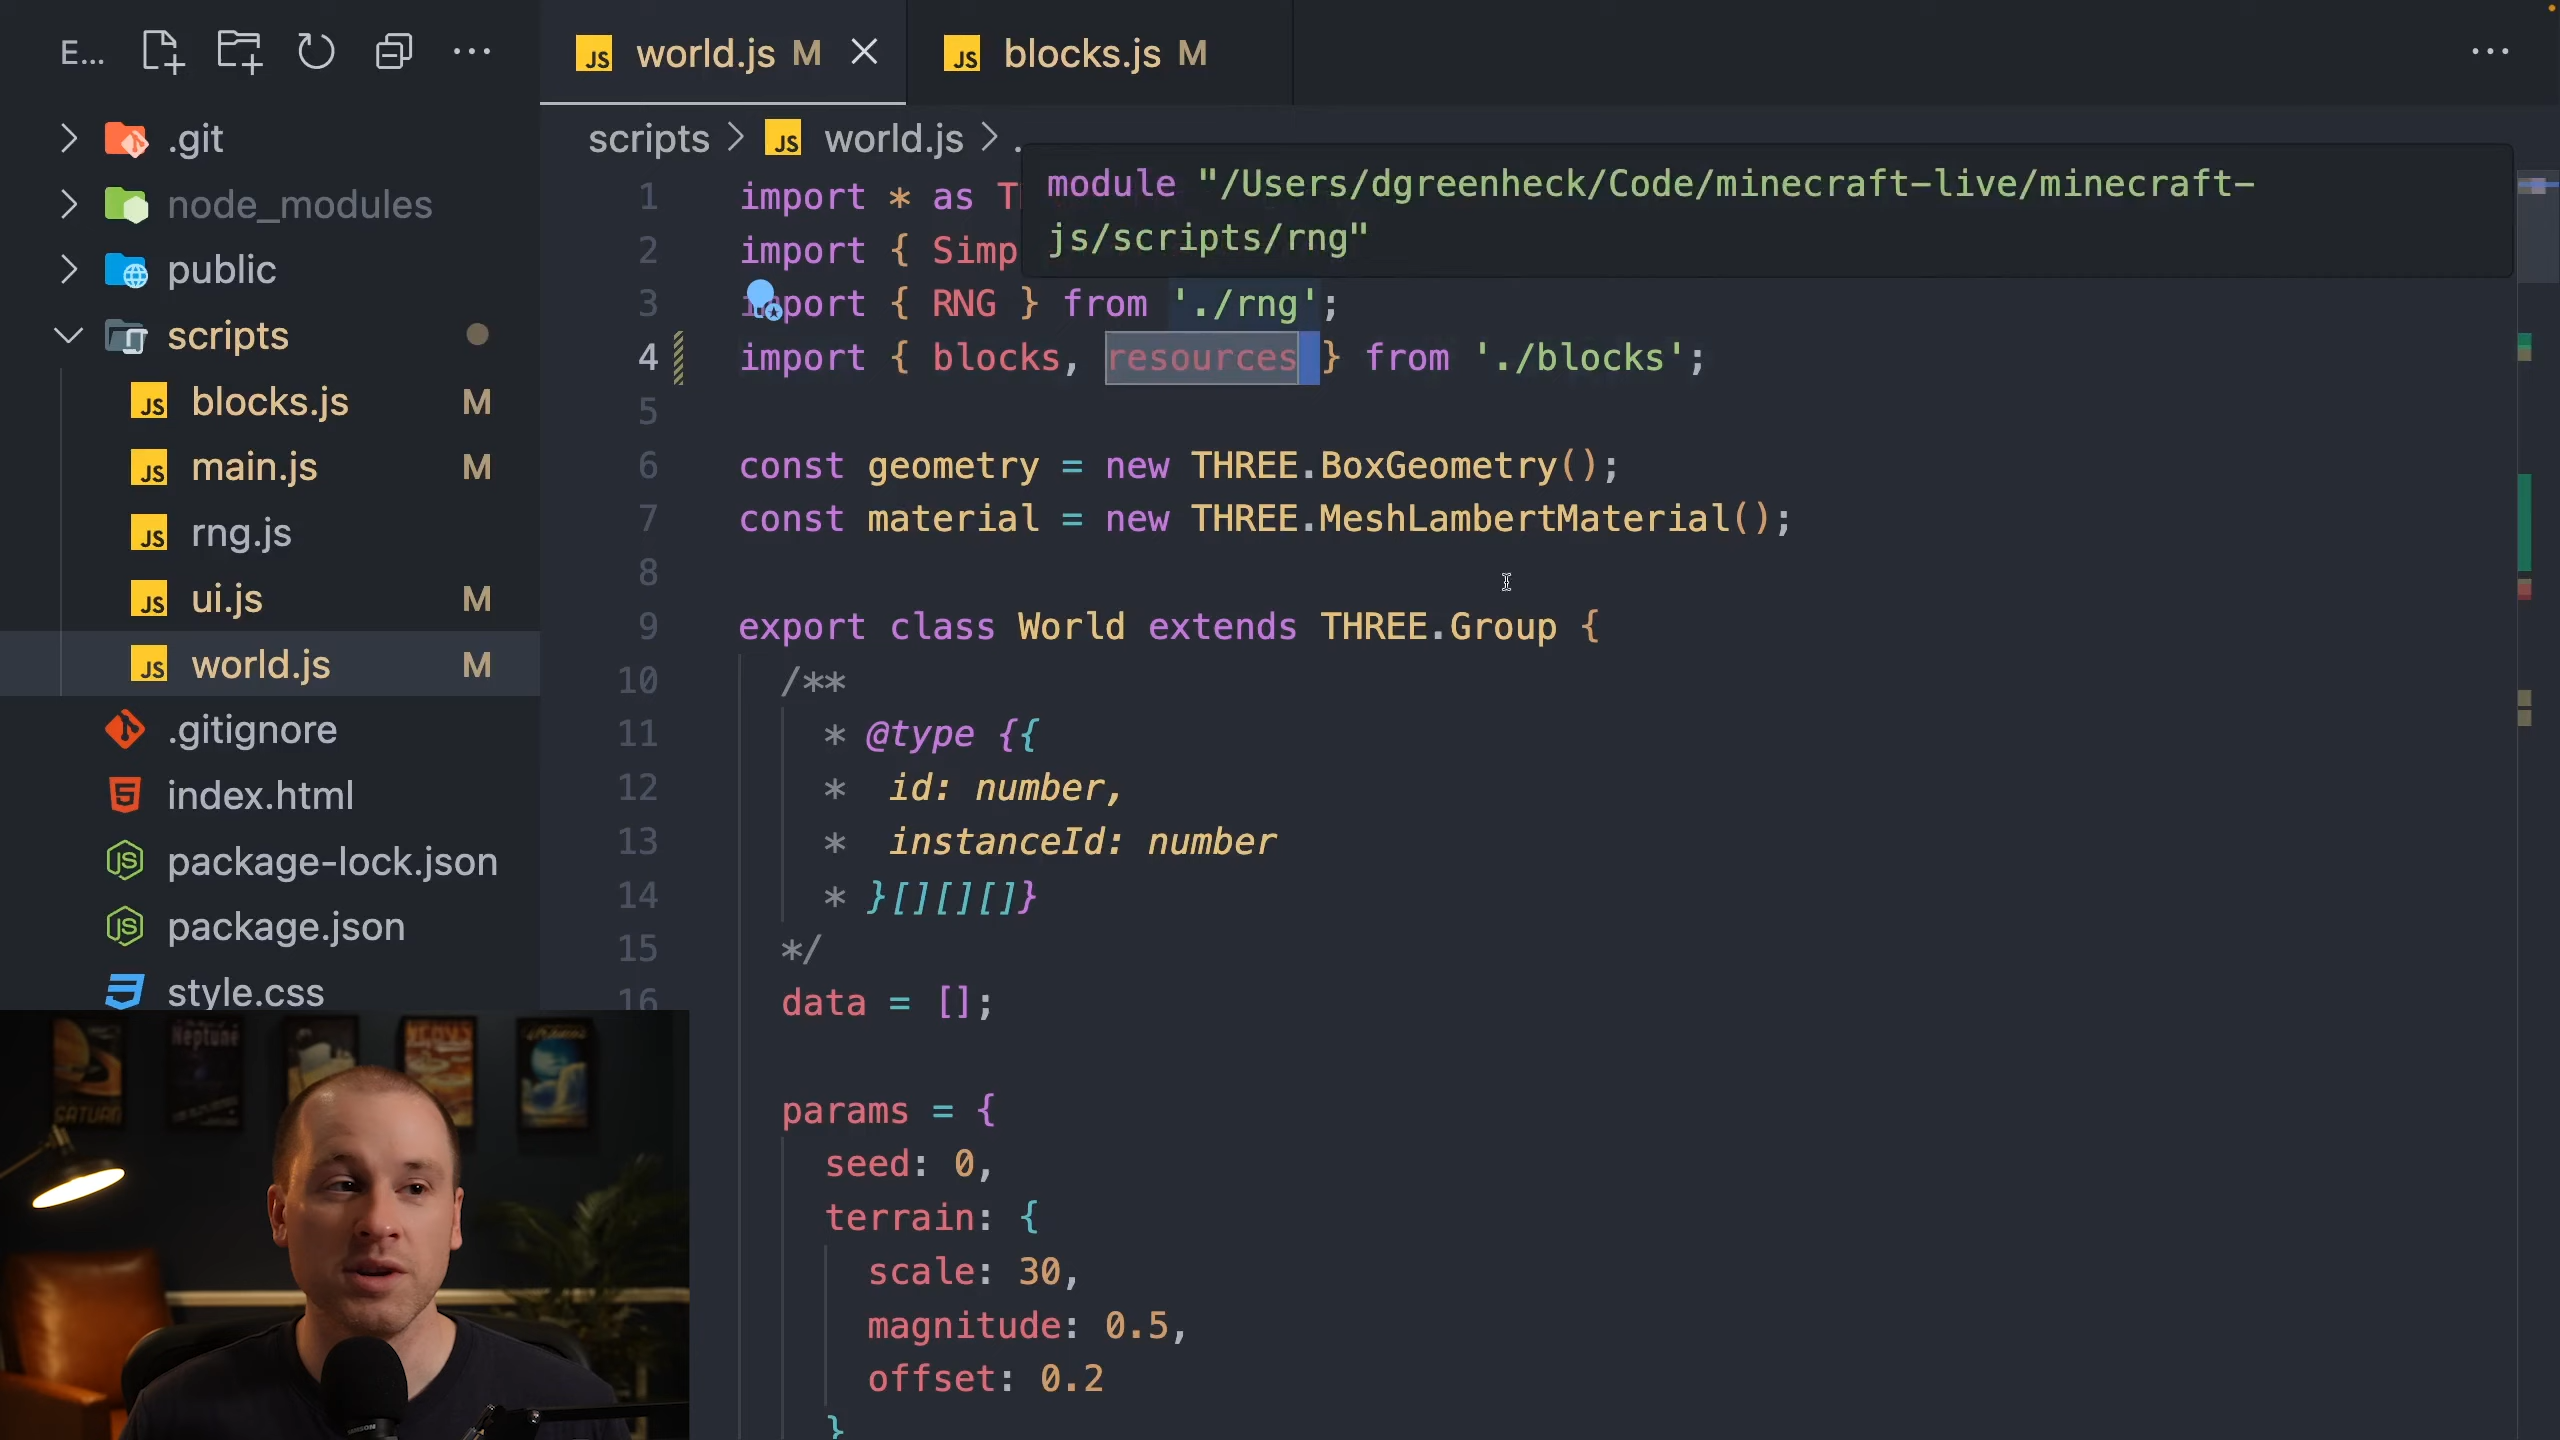 E...
world.js M
blocks.js M
.git
node_modules
public
scripts
blocks.js M
main.js M
rng.js
ui.js M
world.js M
.gitignore
index.html
package-lock.json
package.json
style.css
scripts > world.js > .
module "/Users/dgreenheck/Code/minecraft-live/minecraft-
js/scripts/rng"
1 import * as T
2 import { Simp
3 import { RNG } from './rng';
4 import { blocks, resources } from './blocks';
5
6 const geometry = new THREE.BoxGeometry();
7 const material = new THREE.MeshLambertMaterial();
8
9 export class World extends THREE.Group {
10 /**
11 * @type {{
12 * id: number,
13 * instanceId: number
14 * }[][][]}
15 */
16 data = [];
params = {
seed: 0,
terrain: {
scale: 30,
magnitude: 0.5,
offset: 0.2
}
SATURN
Neptune